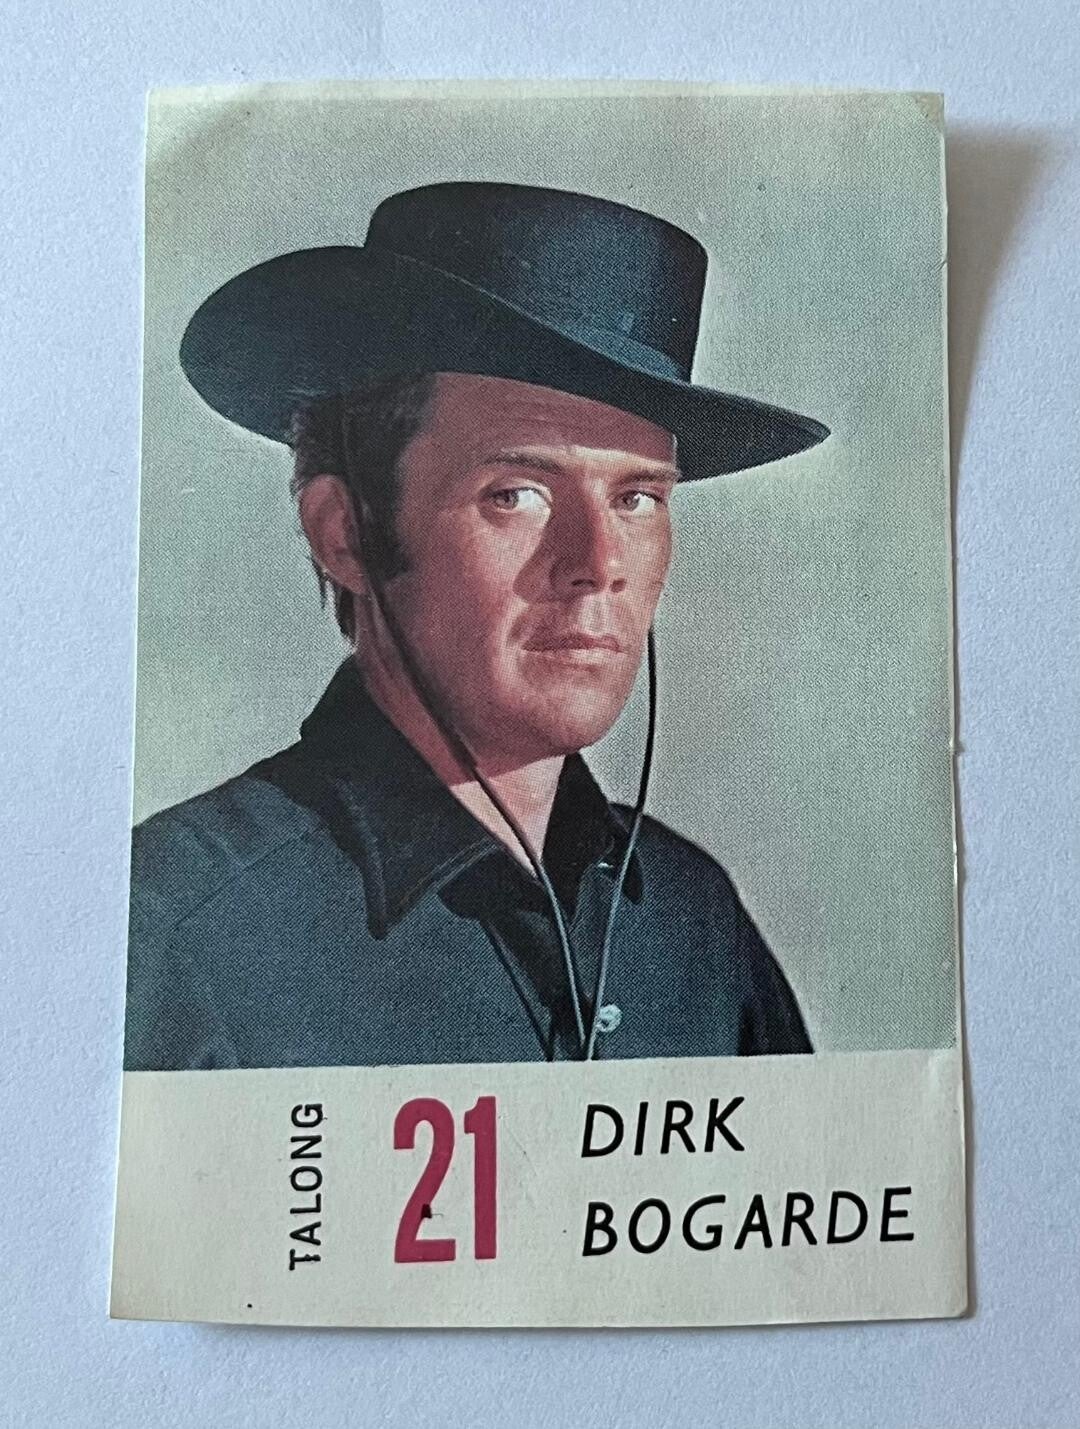 TALONG
21
DIRK
BOGARDE